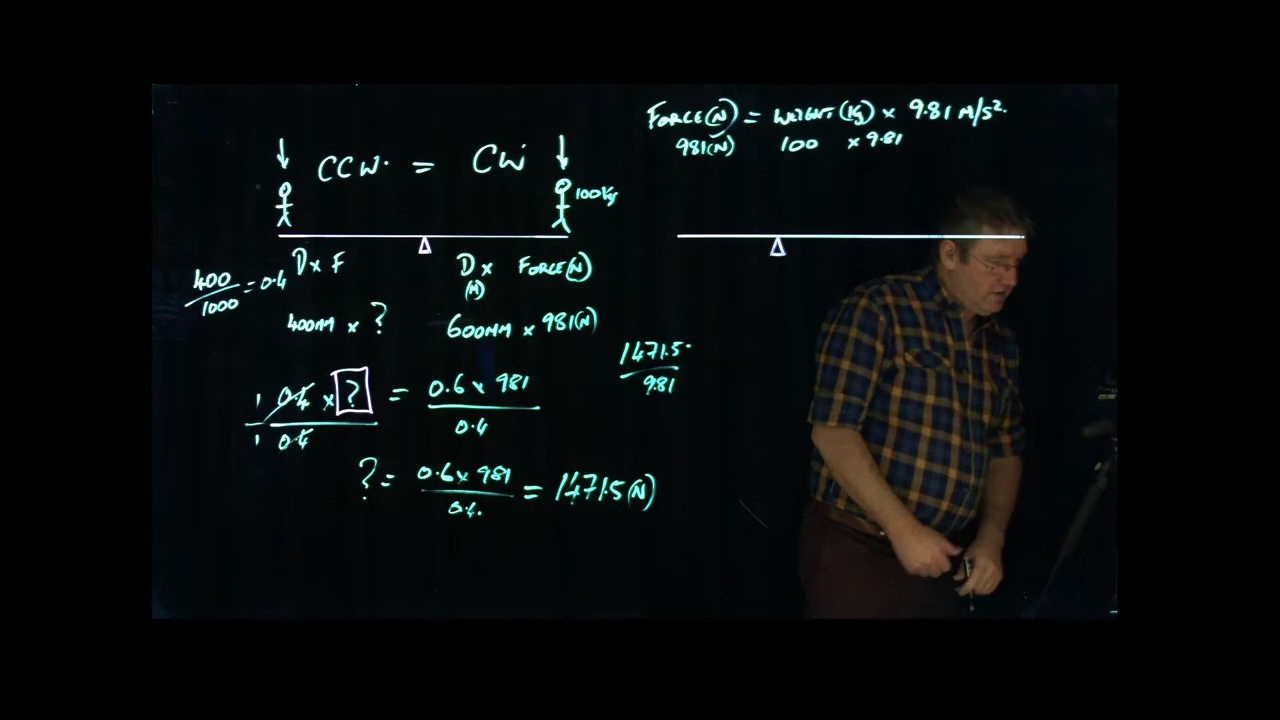 FORCE(N) = WEIGHT(Kg) × 9.81 M/S².
981(N) 100 × 9.81
CCW. = CW
100Kg
D × F
D × FORCE(N)
(M)
400/1000 = 0.4
400MM × ?
600MM × 981(N)
1471.5
9.81
1 0.4 × ? = 0.6 × 981
1 0.4 0.4
? = 0.6 × 981 / 0.4 = 1471.5(N)